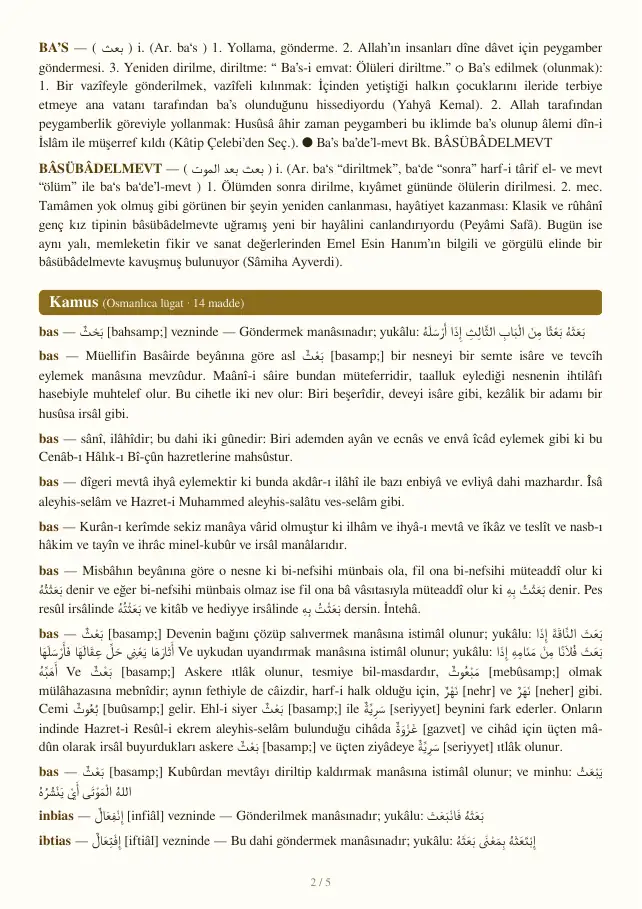 BA’S — ( بعث ) i. (Ar. ba‘s ) 1. Yollama, gönderme. 2. Allah’ın insanları dîne dâvet için peygamber
göndermesi. 3. Yeniden dirilme, diriltme: “ Ba’s-i emvat: Ölüleri diriltme.” ѻ Ba’s edilmek (olunmak):
1. Bir vazîfeyle gönderilmek, vazîfeli kılınmak: İçinden yetiştiği halkın çocuklarını ileride terbiye
etmeye ana vatanı tarafından ba’s olunduğunu hissediyordu (Yahyâ Kemal). 2. Allah tarafından
peygamberlik göreviyle yollanmak: Husûsâ âhir zaman peygamberi bu iklimde ba’s olunup âlemi dîn-i
İslâm ile müşerref kıldı (Kâtip Çelebi’den Seç.). ● Ba’s ba’de’l-mevt Bk. BÂSÜBÂDELMEVT
BÂSÜBÂDELMEVT — ( بعث بعد الموت ) i. (Ar. ba‘s “diriltmek”, ba‘de “sonra” harf-i târif el- ve mevt
“ölüm” ile ba‘s ba‘de’l-mevt ) 1. Ölümden sonra dirilme, kıyâmet gününde ölülerin dirilmesi. 2. mec.
Tamâmen yok olmuş gibi görünen bir şeyin yeniden canlanması, hayâtiyet kazanması: Klasik ve rûhânî
genç kız tipinin bâsübâdelmevte uğramış yeni bir hayâlini canlandırıyordu (Peyâmi Safâ). Bugün ise
aynı yalı, memleketin fikir ve sanat değerlerinden Emel Esin Hanım’ın bilgili ve görgülü elinde bir
bâsübâdelmevte kavuşmuş bulunuyor (Sâmiha Ayverdi).
Kamus (Osmanlıca lügat · 14 madde)
bas — بَحْثٌ [bahsamp;] vezninde — Göndermek manâsınadır; yukâlu: بَعَثَهُ بَعْثًا مِنَ الْبَابِ الثَّالِثِ إِذَا أَرْسَلَهُ
bas — Müellifin Basâirde beyânına göre asl بَعْثٌ [basamp;] bir nesneyi bir semte isâre ve tevcîh
eylemek manâsına mevzûdur. Maânî-i sâire bundan müteferridir, taalluk eylediği nesnenin ihtilâfı
hasebiyle muhtelef olur. Bu cihetle iki nev olur: Biri beşerîdir, deveyi isâre gibi, kezâlik bir adamı bir
husûsa irsâl gibi.
bas — sânî, ilâhîdir; bu dahi iki gûnedir: Biri ademden ayân ve ecnâs ve envâ îcâd eylemek gibi ki bu
Cenâb-ı Hâlık-ı Bî-çûn hazretlerine mahsûstur.
bas — dîgeri mevtâ ihyâ eylemektir ki bunda akdâr-ı ilâhî ile bazı enbiyâ ve evliyâ dahi mazhardır. Îsâ
aleyhis-selâm ve Hazret-i Muhammed aleyhis-salâtu ves-selâm gibi.
bas — Kurân-ı kerîmde sekiz manâya vârid olmuştur ki ilhâm ve ihyâ-ı mevtâ ve îkâz ve teslît ve nasb-ı
hâkim ve tayîn ve ihrâc minel-kubûr ve irsâl manâlarıdır.
bas — Misbâhın beyânına göre o nesne ki bi-nefsihi münbais ola, fil ona bi-nefsihi müteaddî olur ki
بَعَثْتُهُ denir ve eğer bi-nefsihi münbais olmaz ise fil ona bâ vâsıtasıyla müteaddî olur ki بَعَثْتُ بِهِ denir. Pes
resûl irsâlinde بَعَثْتُهُ ve kitâb ve hediyye irsâlinde بَعَثْتُ بِهِ dersin. İntehâ.
bas — بَعْثٌ [basamp;] Devenin bağını çözüp salıvermek manâsına istimâl olunur; yukâlu: بَعَثَ النَّاقَةَ إِذَا
أَثَارَهَا يَعْنِي حَلَّ عِقَالَهَا فَأَرْسَلَهَا Ve uykudan uyandırmak manâsına istimâl olunur; yukâlu: بَعَثَ فُلاَنًا مِنْ مَنَامِهِ إِذَا
أَهَبَّهُ Ve بَعْثٌ [basamp;] Askere ıtlâk olunur, tesmiye bil-masdardır, مَبْعُوثٌ [mebûsamp;] olmak
mülâhazasına mebnîdir; aynın fethiyle de câizdir, harf-i halk olduğu için, نَهْرٌ [nehr] ve نَهَرٌ [neher] gibi.
Cemi بُعُوثٌ [buûsamp;] gelir. Ehl-i siyer بَعْثٌ [basamp;] ile سَرِيَّةٌ [seriyyet] beynini fark ederler. Onların
indinde Hazret-i Resûl-i ekrem aleyhis-selâm bulunduğu cihâda غَزْوَةٌ [gazvet] ve cihâd için üçten mâ-
dûn olarak irsâl buyurdukları askere بَعْثٌ [basamp;] ve üçten ziyâdeye سَرِيَّةٌ [seriyyet] ıtlâk olunur.
bas — بَعْثٌ [basamp;] Kubûrdan mevtâyı diriltip kaldırmak manâsına istimâl olunur; ve minhu: يَبْعَثُ
اللهُ الْمَوْتَى أَيْ يَنْشُرُهُ
inbias — إِنْفِعَالٌ [infiâl] vezninde — Gönderilmek manâsınadır; yukâlu: بَعَثَهُ فَانْبَعَثَ
ibtias — إِفْتِعَالٌ [iftiâl] vezninde — Bu dahi göndermek manâsınadır; yukâlu: إِبْتَعَثَهُ بِمَعْنَى بَعَثَهُ
2 / 5